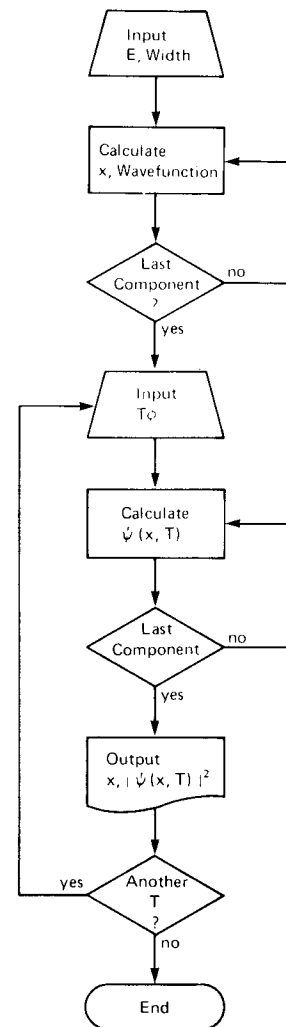 Input
E, Width
Calculate
x, Wavefunction
Last
Component
?
no
yes
Input
Tφ
Calculate
ψ (x, T)
Last
Component
no
yes
Output
x, | ψ (x, T) |²
Another
T
?
yes
no
End